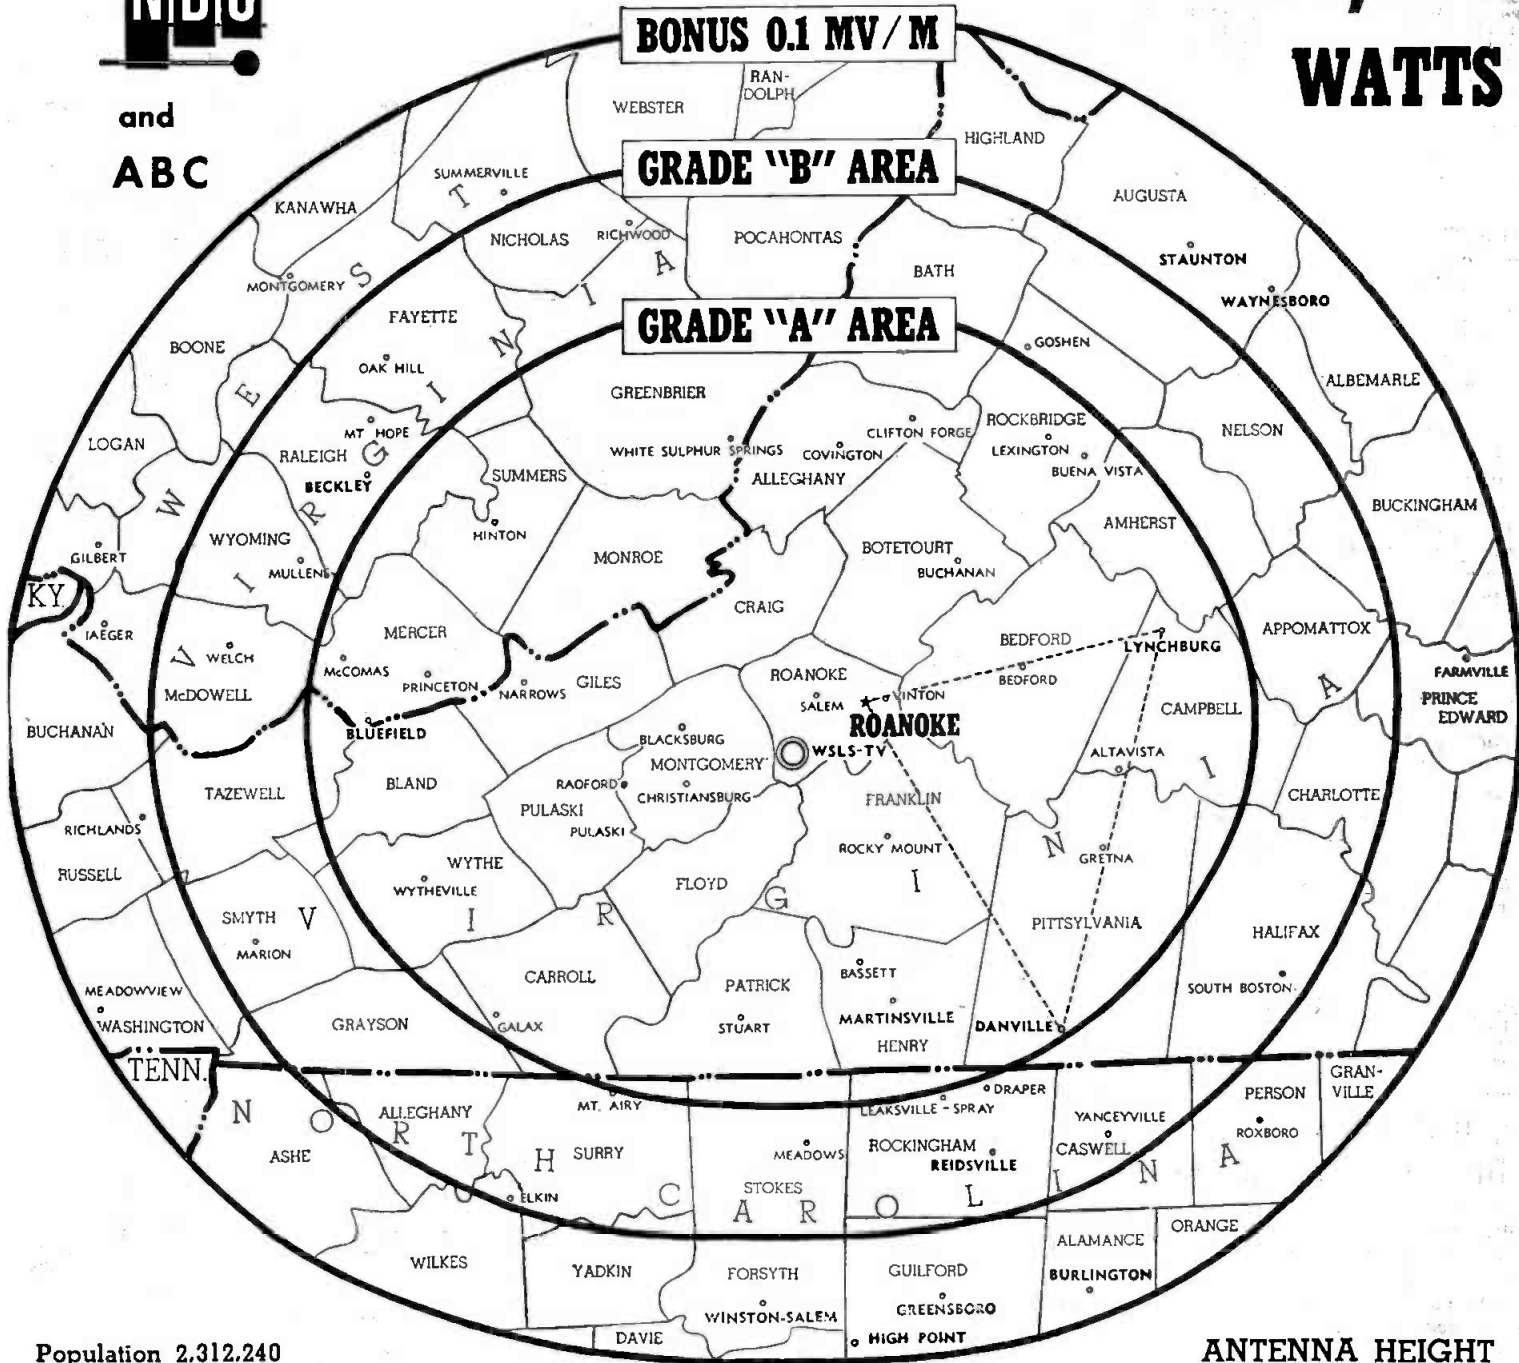 NBC
and
ABC
WATTS
BONUS 0.1 MV/M
GRADE "B" AREA
GRADE "A" AREA
WEBSTER
RAN-
DOLPH
HIGHLAND
SUMMERVILLE
KANAWHA
NICHOLAS
RICHWOOD
POCAHONTAS
BATH
AUGUSTA
STAUNTON
WAYNESBORO
MONTGOMERY
FAYETTE
OAK HILL
BOONE
GOSHEN
ALBEMARLE
GREENBRIER
LOGAN
MT HOPE
RALEIGH
BECKLEY
SUMMERS
WHITE SULPHUR SPRINGS
COVINGTON
CLIFTON FORGE
ALLEGHANY
ROCKBRIDGE
LEXINGTON
BUENA VISTA
NELSON
BUCKINGHAM
WYOMING
HINTON
GILBERT
MULLENS
MONROE
BOTETOURT
BUCHANAN
AMHERST
KY.
IAEGER
WELCH
McDOWELL
MERCER
McCOMAS
PRINCETON
NARROWS
GILES
CRAIG
ROANOKE
SALEM
VINTON
ROANOKE
BEDFORD
BEDFORD
LYNCHBURG
APPOMATTOX
FARMVILLE
PRINCE
EDWARD
BUCHANAN
BLUEFIELD
BLACKSBURG
MONTGOMERY
WSLS-TV
CAMPBELL
ALTAVISTA
TAZEWELL
BLAND
RADFORD
CHRISTIANSBURG
PULASKI
PULASKI
FRANKLIN
CHARLOTTE
RICHLANDS
RUSSELL
WYTHE
WYTHEVILLE
FLOYD
ROCKY MOUNT
GRETNA
SMYTH
MARION
PITTSYLVANIA
HALIFAX
CARROLL
PATRICK
BASSETT
SOUTH BOSTON
MEADOWVIEW
WASHINGTON
GRAYSON
GALAX
STUART
MARTINSVILLE
HENRY
DANVILLE
TENN.
ALLEGHANY
ASHE
MT. AIRY
SURRY
ELKIN
MEADOWS
STOKES
LEAKSVILLE - SPRAY
DRAPER
ROCKINGHAM
REIDSVILLE
YANCEYVILLE
CASWELL
PERSON
ROXBORO
GRAN-
VILLE
WEST VIRGINIA
VIRGINIA
NORTH CAROLINA
WILKES
YADKIN
FORSYTH
WINSTON-SALEM
DAVIE
GUILFORD
GREENSBORO
HIGH POINT
ALAMANCE
BURLINGTON
ORANGE
Population 2,312,240
ANTENNA HEIGHT